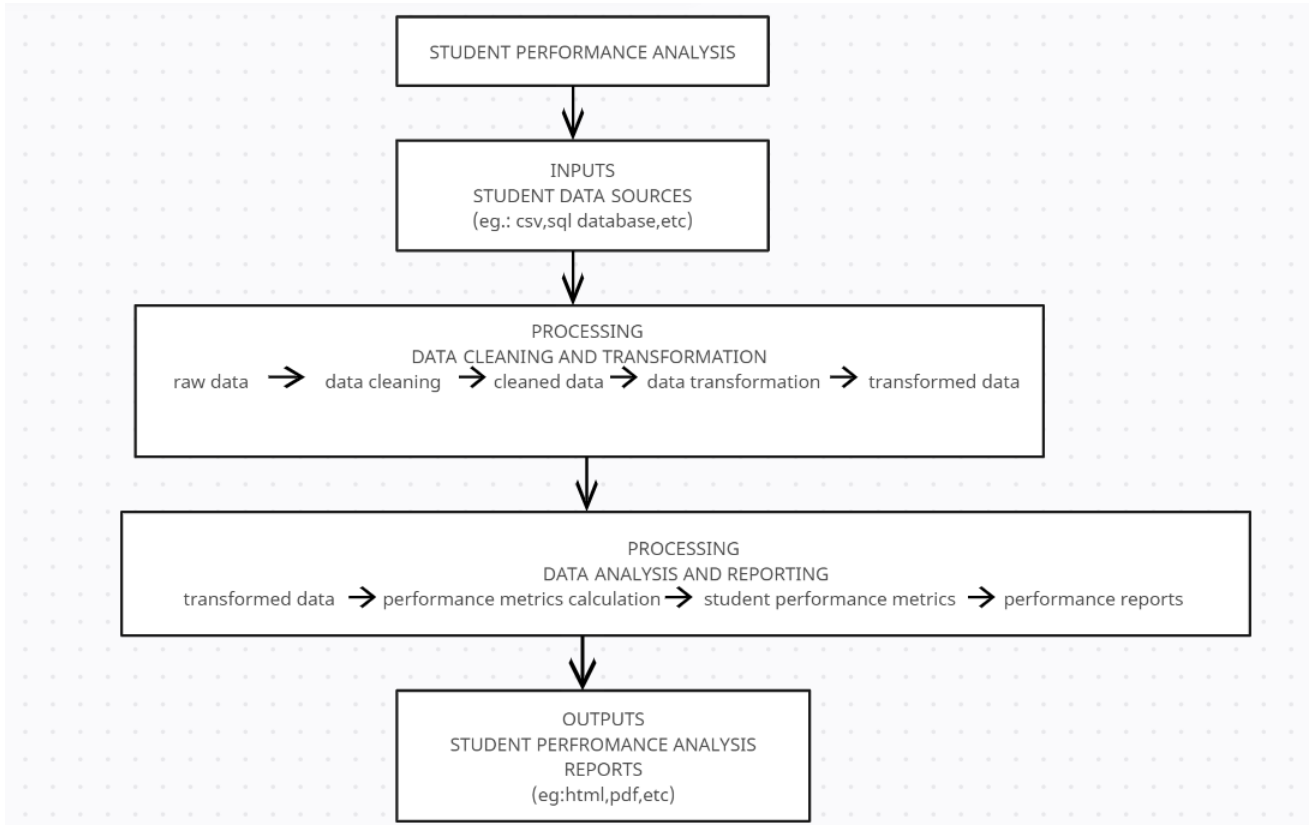 STUDENT PERFORMANCE ANALYSIS
INPUTS
STUDENT DATA SOURCES
(eg.: csv,sql database,etc)
PROCESSING
DATA CLEANING AND TRANSFORMATION
raw data → data cleaning → cleaned data → data transformation → transformed data
PROCESSING
DATA ANALYSIS AND REPORTING
transformed data → performance metrics calculation → student performance metrics → performance reports
OUTPUTS
STUDENT PERFROMANCE ANALYSIS
REPORTS
(eg:html,pdf,etc)